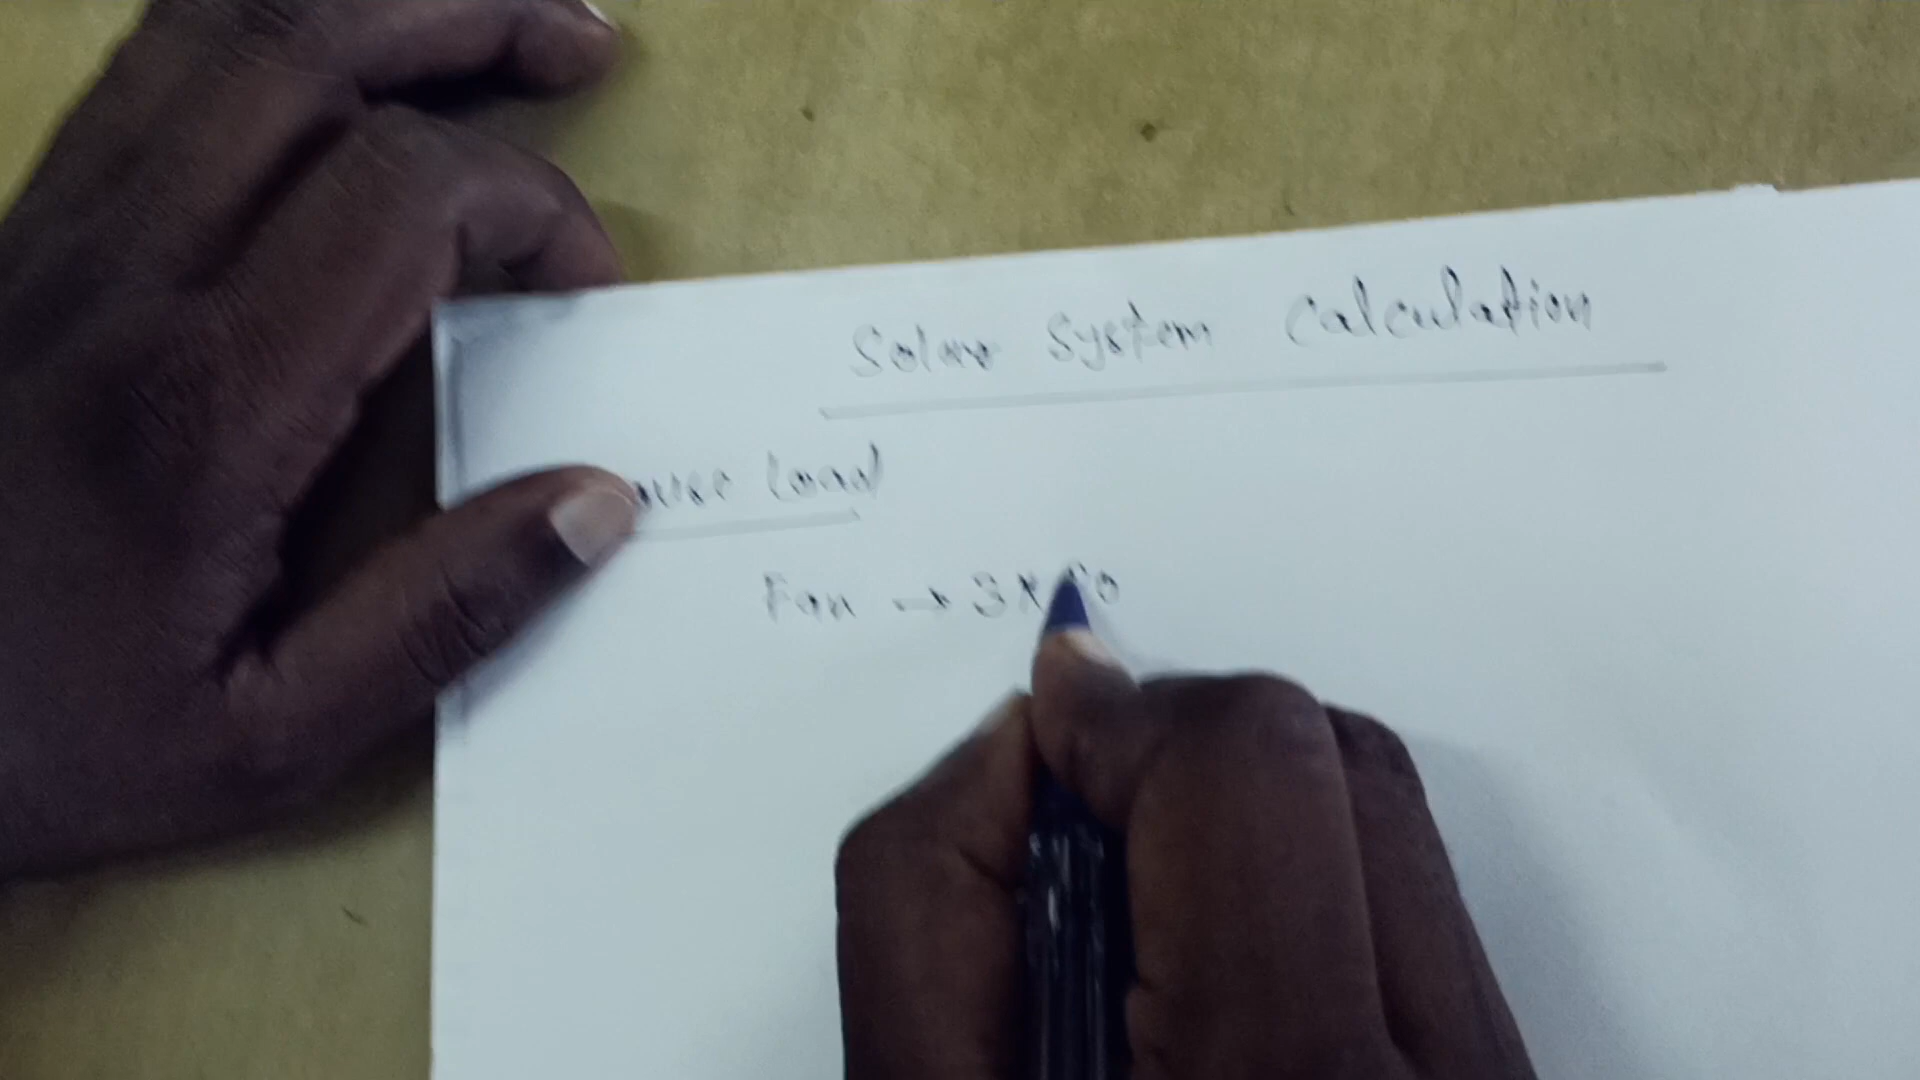 Solar System Calculation
Load
Fan → 3 ×